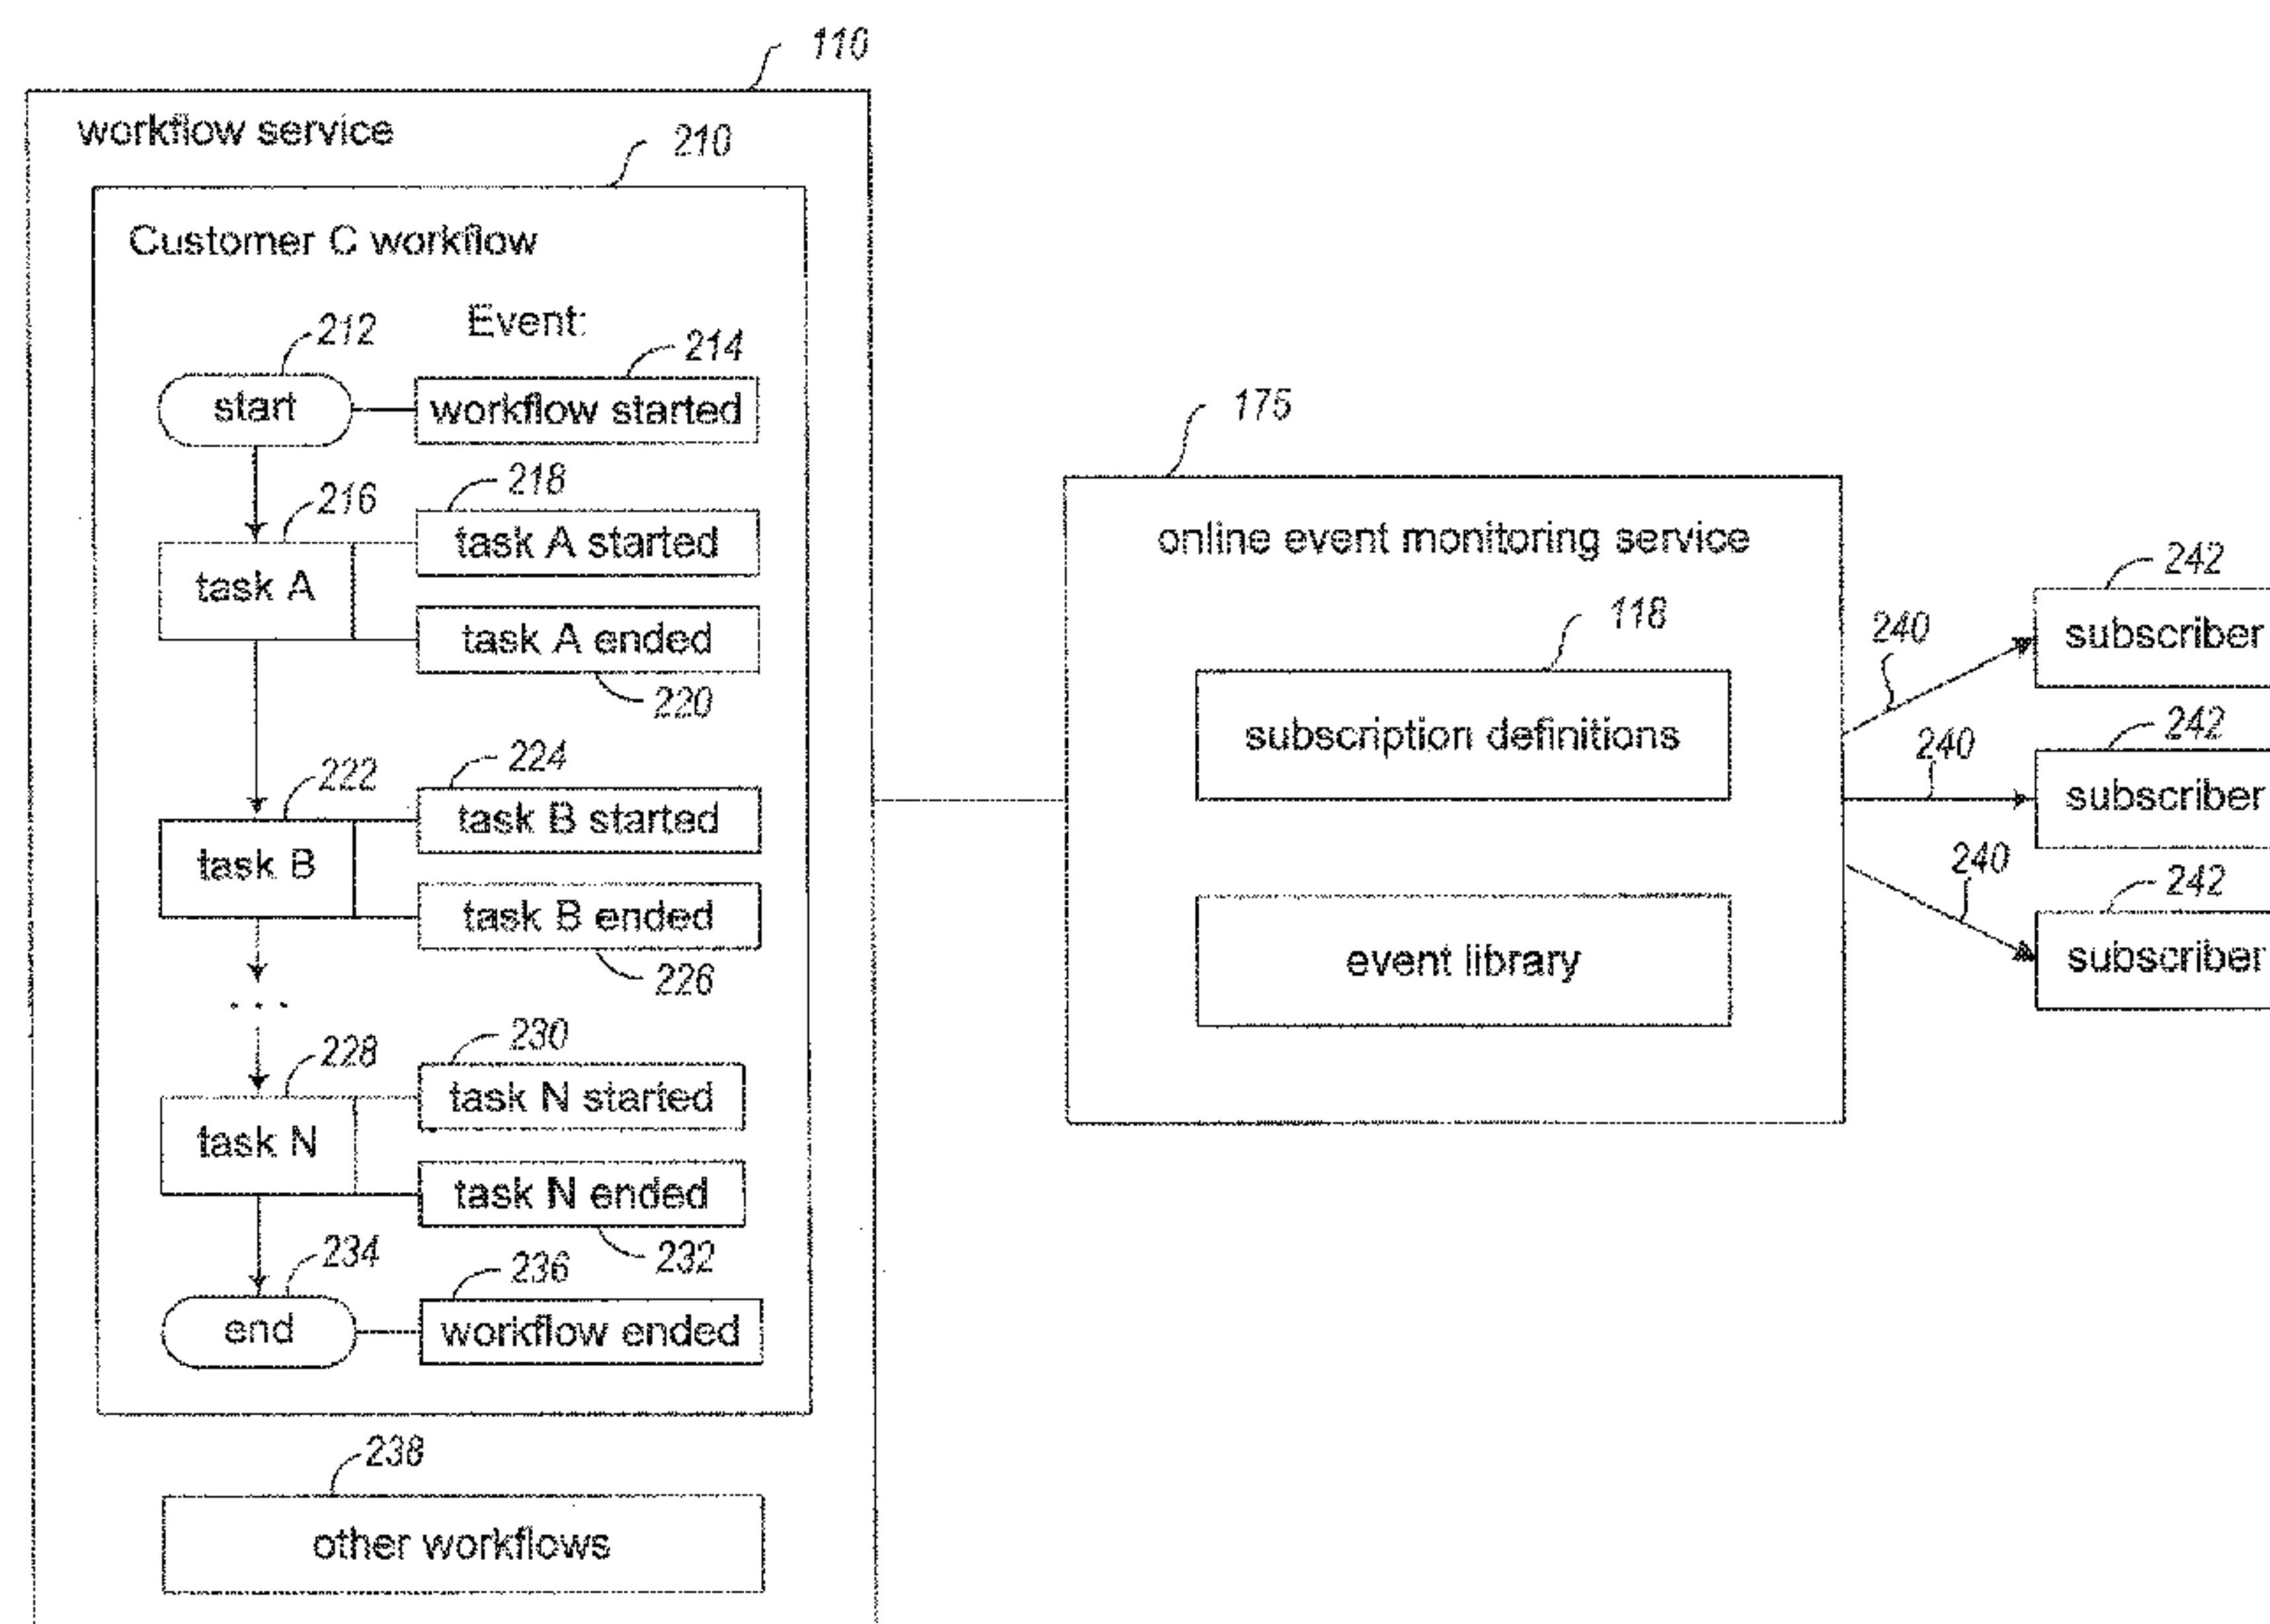 110
workflow service
210
Customer C workflow
Event:
212
214
start
workflow started
216
218
task A
task A started
task A ended
220
222
224
task B
task B started
task B ended
226
. . .
228
230
task N
task N started
task N ended
232
234
236
end
workflow ended
238
other workflows
175
online event monitoring service
118
subscription definitions
event library
240
242
subscriber
240
242
subscriber
240
242
subscriber